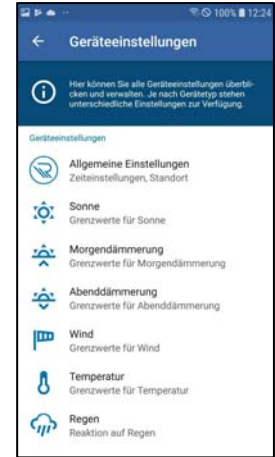 100% 12:24
Geräteeinstellungen
Hier können Sie alle Geräteeinstellungen überbli-
cken und verwalten. Je nach Gerätetyp stehen
unterschiedliche Einstellungen zur Verfügung.
Geräteeinstellungen
Allgemeine Einstellungen
Zeiteinstellungen, Standort
Sonne
Grenzwerte für Sonne
Morgendämmerung
Grenzwerte für Morgendämmerung
Abenddämmerung
Grenzwerte für Abenddämmerung
Wind
Grenzwerte für Wind
Temperatur
Grenzwerte für Temperatur
Regen
Reaktion auf Regen